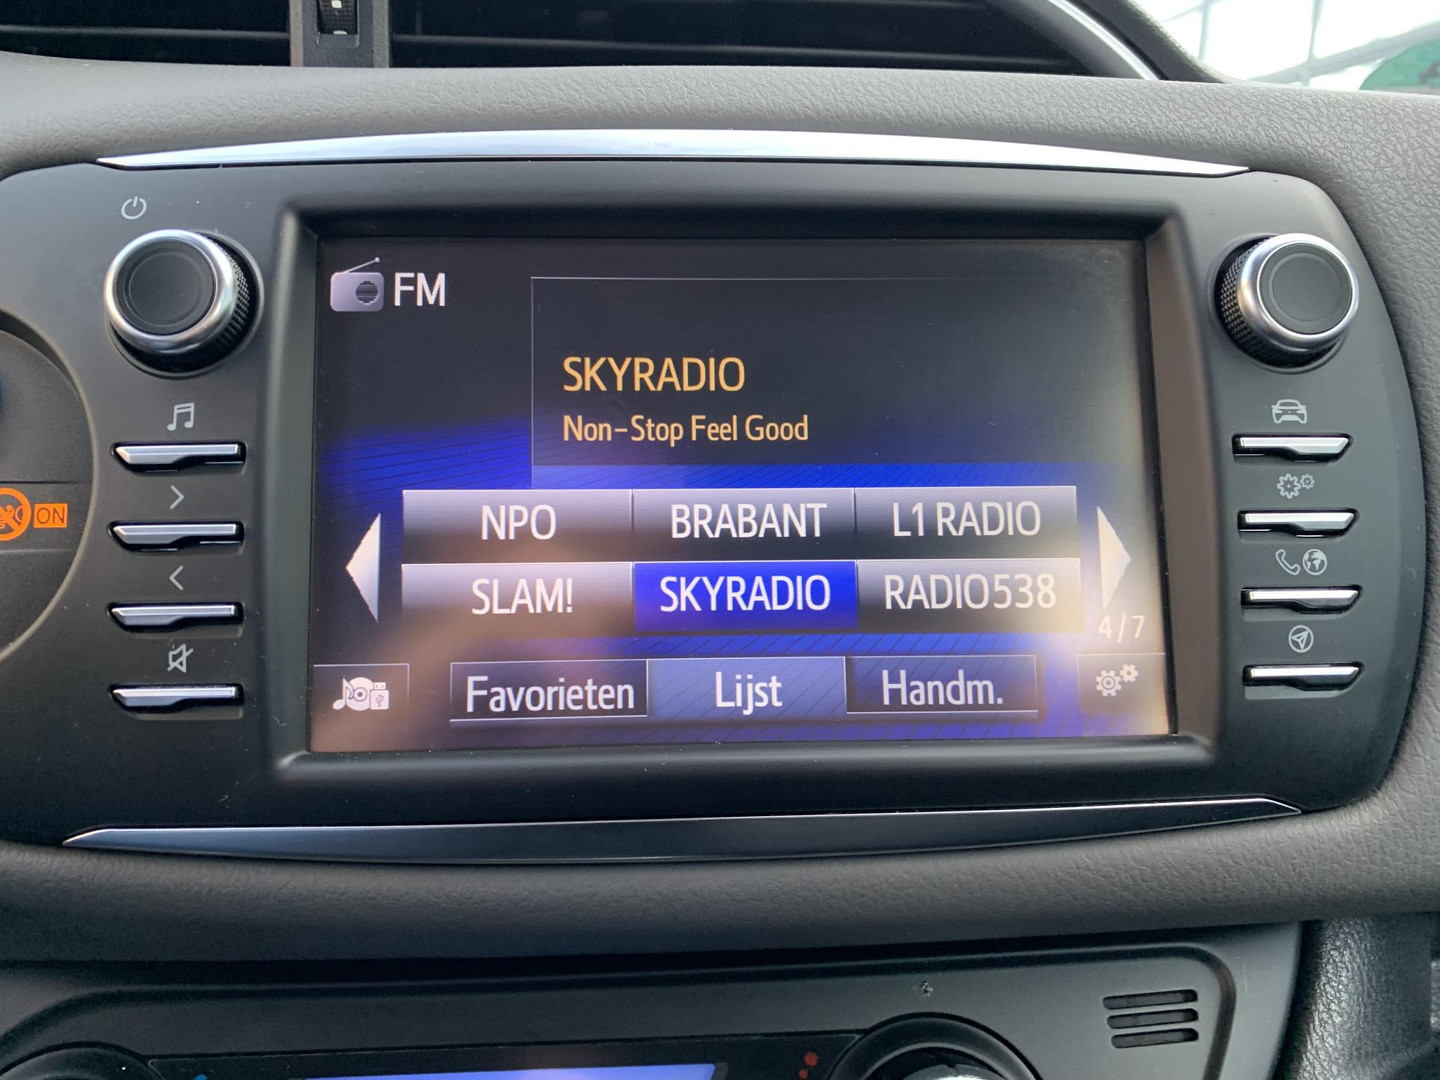 FM
SKYRADIO
Non-Stop Feel Good
NPO BRABANT L1 RADIO
SLAM! SKYRADIO RADIO538
4/7
Favorieten Lijst Handm.
ON